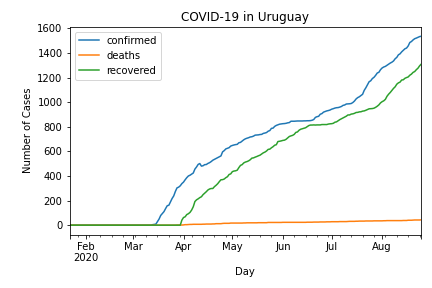 COVID-19 in Uruguay
confirmed
deaths
recovered
Number of Cases
1600
1400
1200
1000
800
600
400
200
0
Feb Mar Apr May Jun Jul Aug
2020
Day